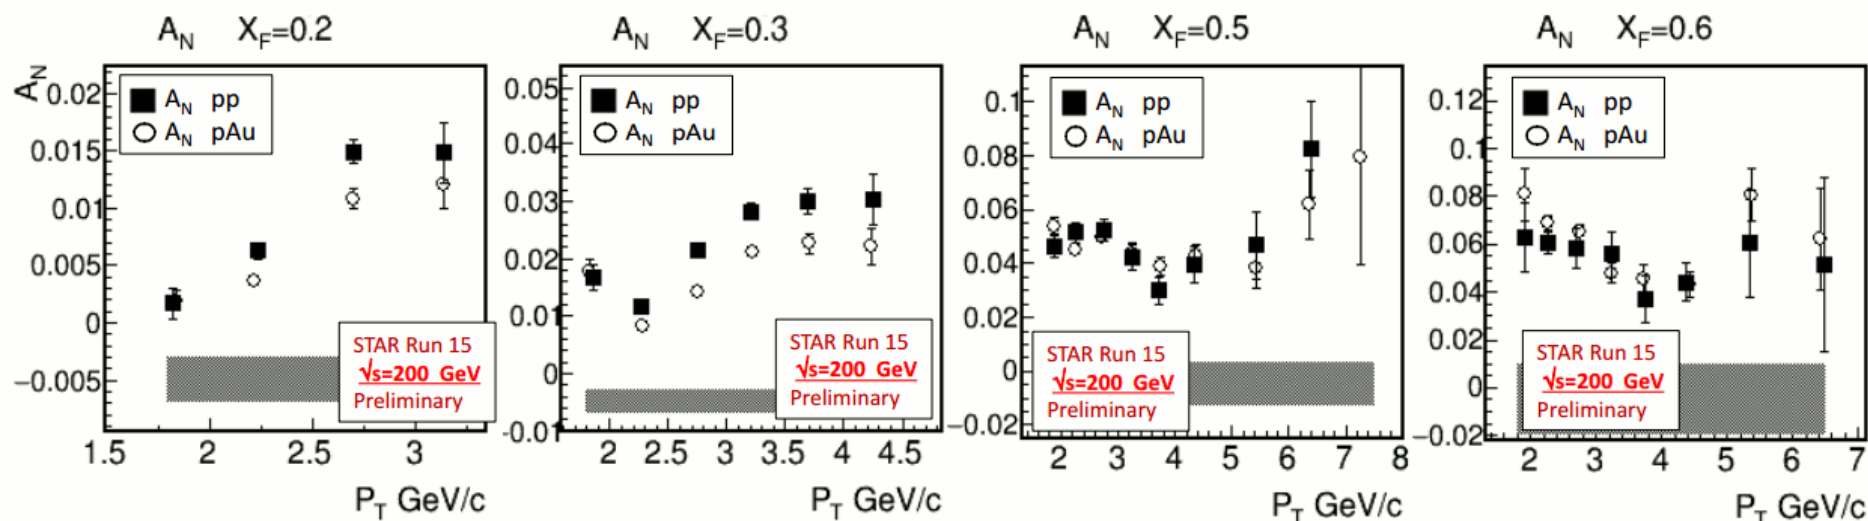 A_N X_F=0.2
A_N
0.02
0.015
0.01
0.005
0
−0.005
A_N pp
A_N pAu
STAR Run 15
√s=200 GeV
Preliminary
1.5 2 2.5 3
P_T GeV/c
A_N X_F=0.3
0.05
0.04
0.03
0.02
0.01
0
-0.01
A_N pp
A_N pAu
STAR Run 15
√s=200 GeV
Preliminary
2 2.5 3 3.5 4 4.5
P_T GeV/c
A_N X_F=0.5
0.1
0.08
0.06
0.04
0.02
0
−0.02
A_N pp
A_N pAu
STAR Run 15
√s=200 GeV
Preliminary
2 3 4 5 6 7 8
P_T GeV/c
A_N X_F=0.6
0.12
0.1
0.08
0.06
0.04
0.02
0
−0.02
A_N pp
A_N pAu
STAR Run 15
√s=200 GeV
Preliminary
2 3 4 5 6 7
P_T GeV/c